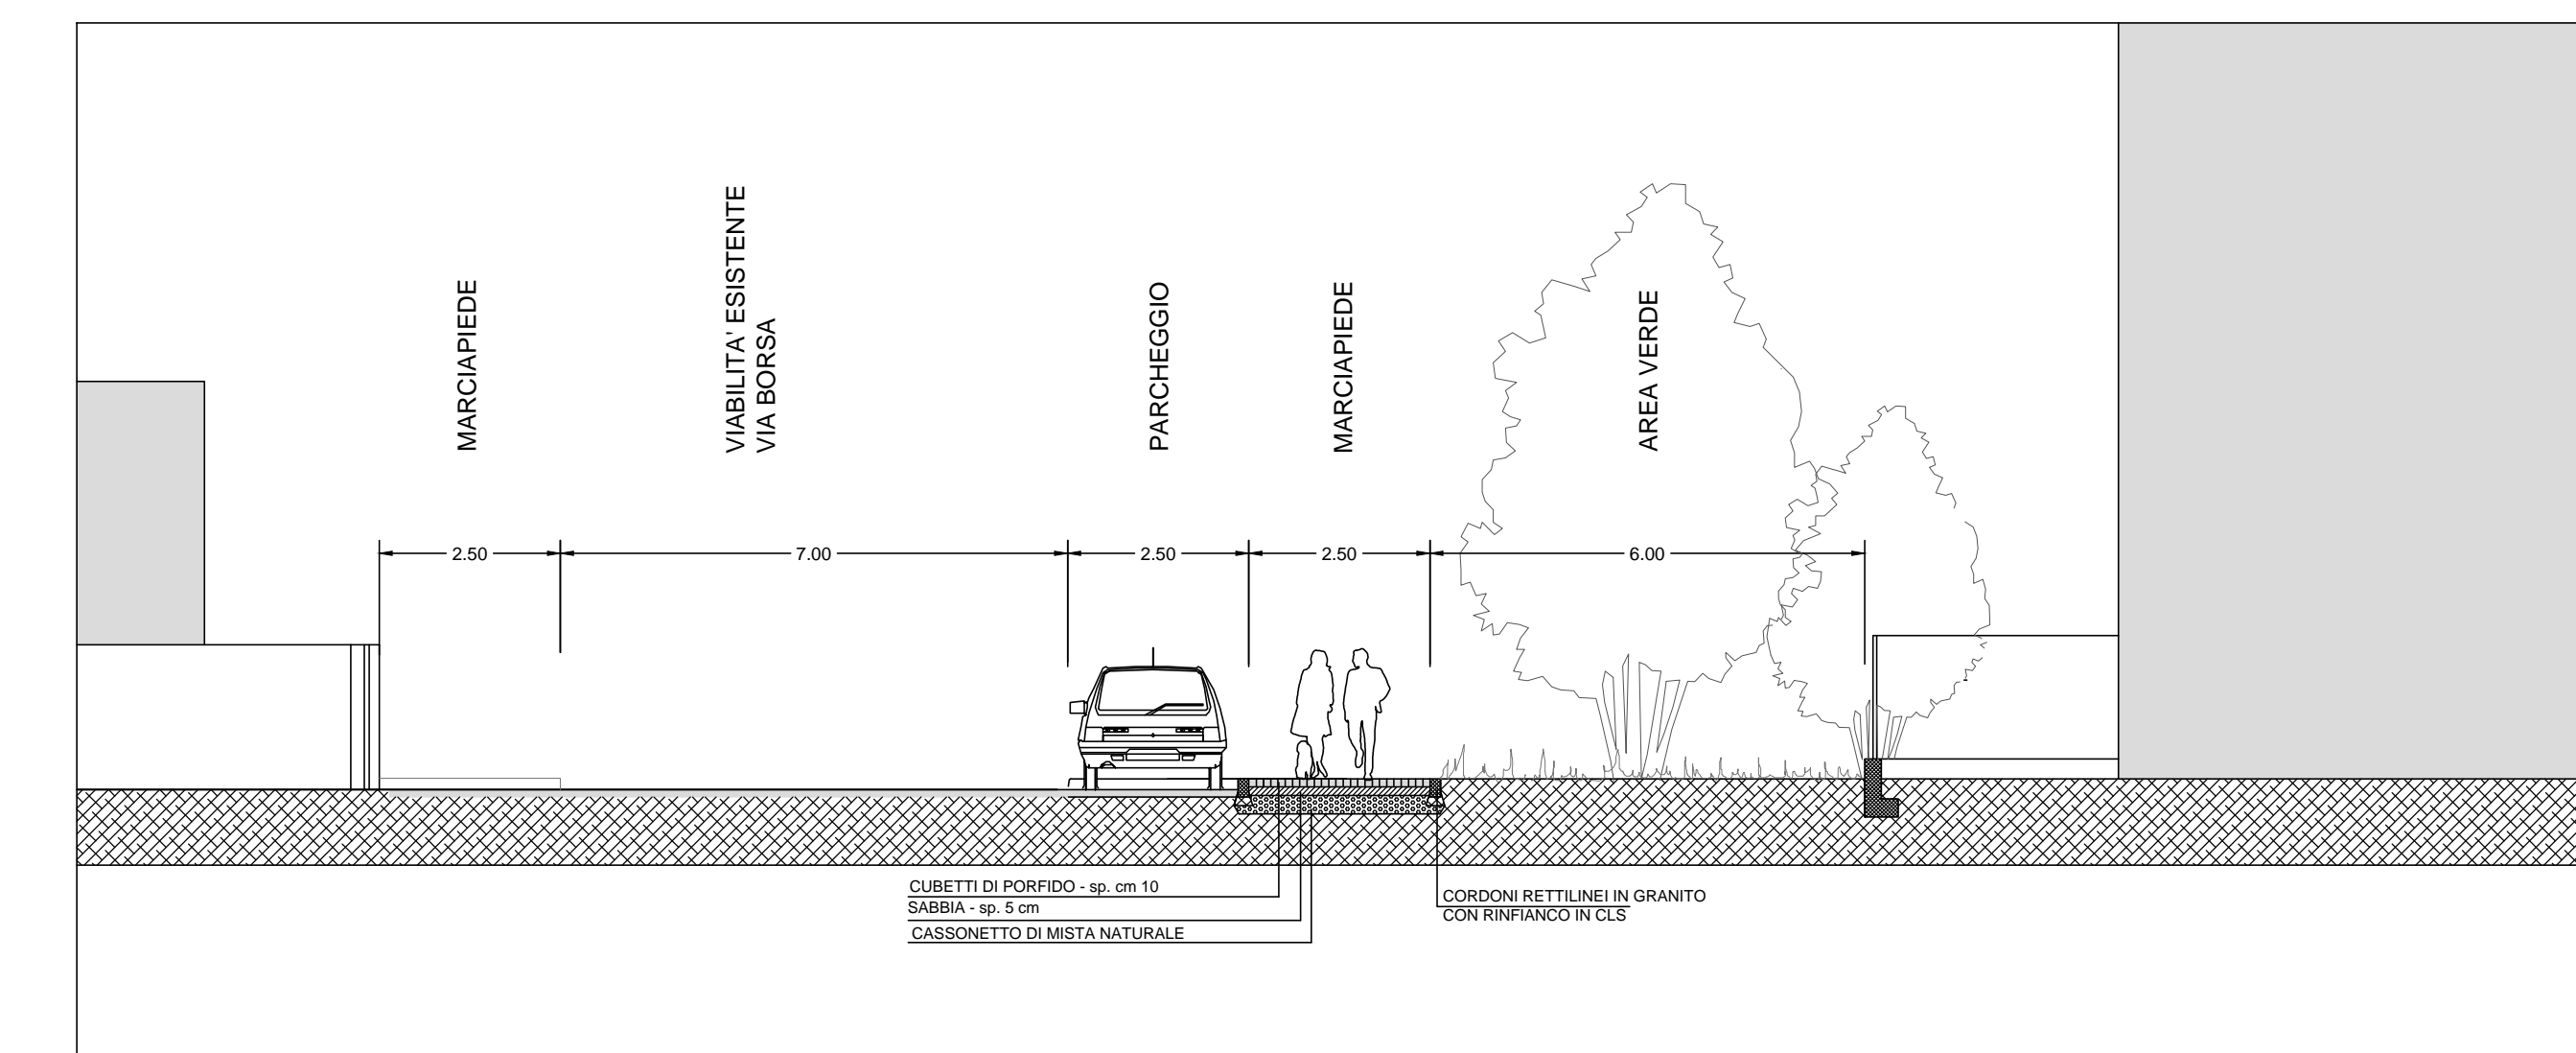 MARCIAPIEDE
VIABILITA' ESISTENTE
VIA BORSA
PARCHEGGIO
MARCIAPIEDE
AREA VERDE
2.50
7.00
2.50
2.50
6.00
CUBETTI DI PORFIDO - sp. cm 10
SABBIA - sp. 5 cm
CASSONETTO DI MISTA NATURALE
CORDONI RETTILINEI IN GRANITO
CON RINFIANCO IN CLS